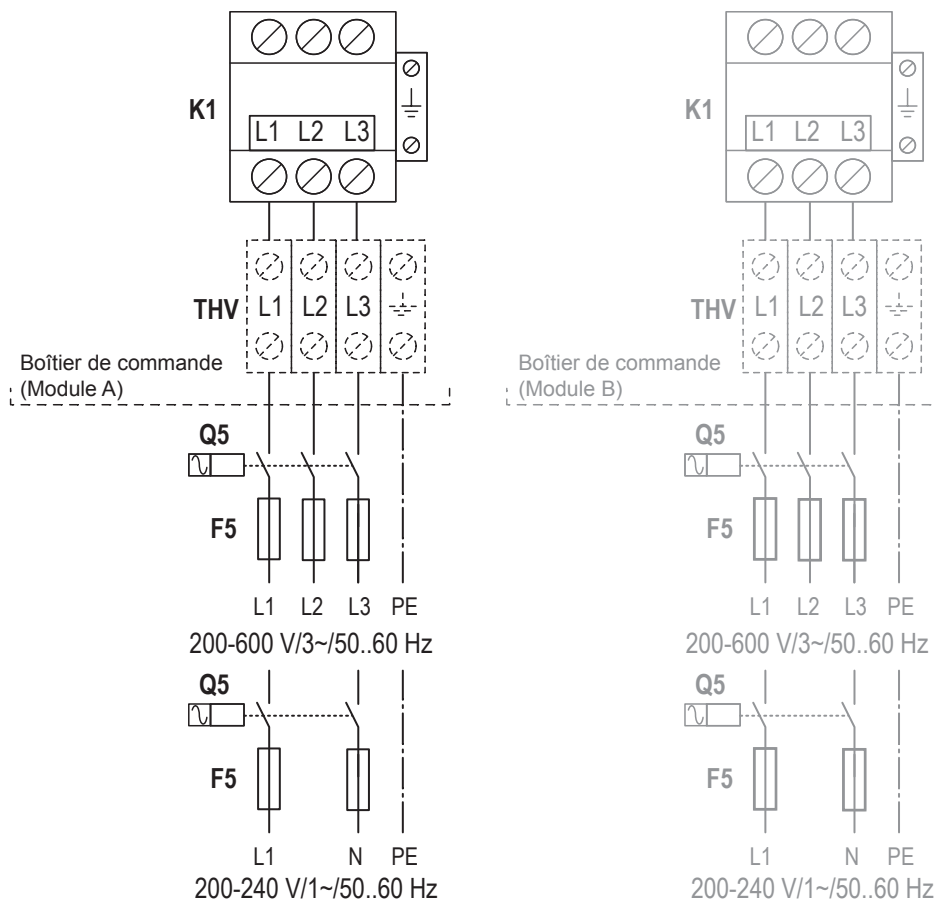 K1
L1 L2 L3
THV L1 L2 L3
Boîtier de commande
(Module A)
Q5
F5
L1 L2 L3 PE
200-600 V/3~/50..60 Hz
Q5
F5
L1 N PE
200-240 V/1~/50..60 Hz
K1
L1 L2 L3
THV L1 L2 L3
Boîtier de commande
(Module B)
Q5
F5
L1 L2 L3 PE
200-600 V/3~/50..60 Hz
Q5
F5
L1 N PE
200-240 V/1~/50..60 Hz